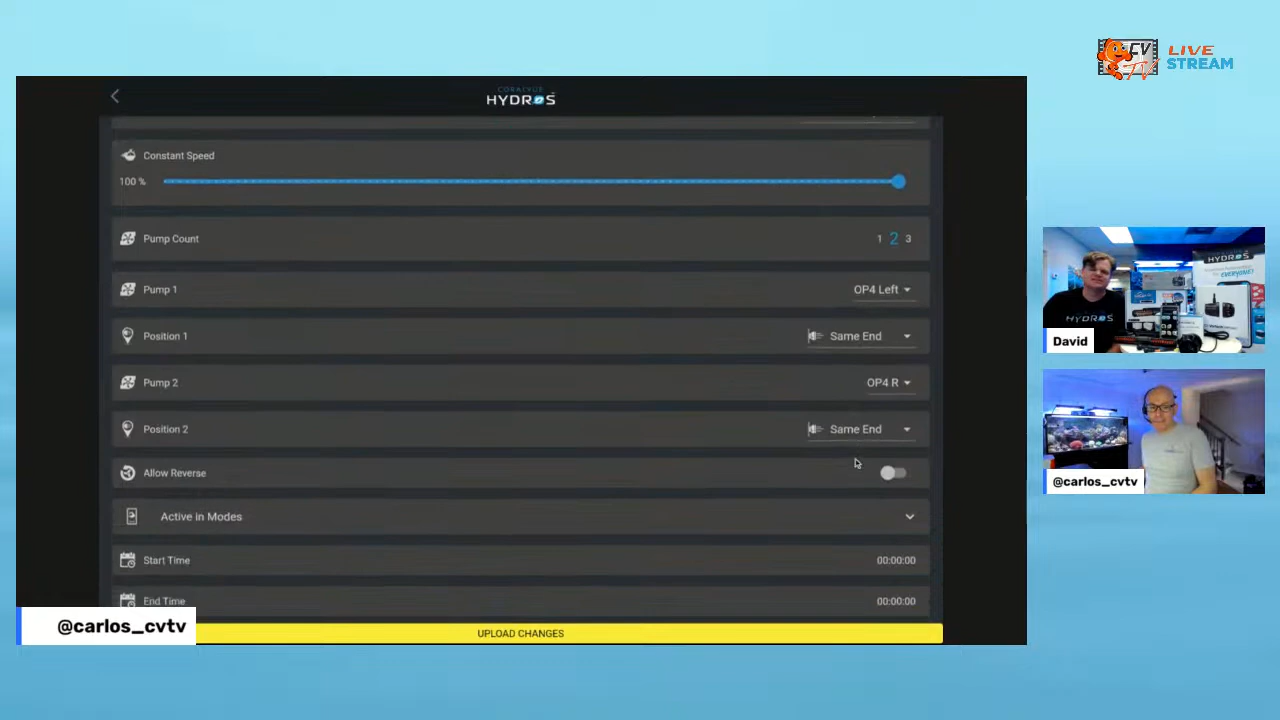 CV
TV
LIVE
STREAM
CORALVUE
HYDROS
Constant Speed
100 %
Pump Count
1 2 3
Pump 1
OP4 Left
Position 1
Same End
Pump 2
OP4 R
Position 2
Same End
Allow Reverse
Active in Modes
Start Time
00:00:00
End Time
00:00:00
UPLOAD CHANGES
@carlos_cvtv
HYDROS
EVERYONE!
HYDROS
David
@carlos_cvtv